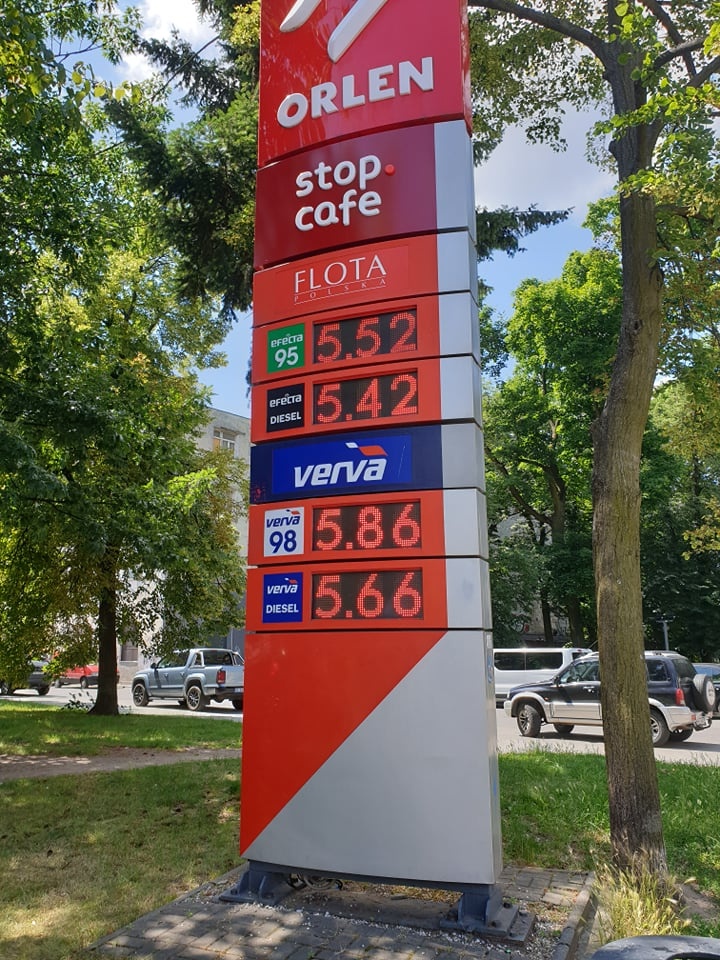 ORLEN
stop
cafe
FLOTA
POLSKA
EFECTA
95
5.52
EFECTA
DIESEL
5.42
verva
verva
98
5.86
verva
DIESEL
5.66